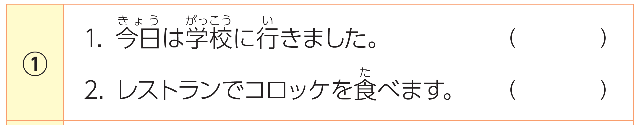 ①
きょう がっこう い
1. 今日は学校に行きました。 ( )
た
2. レストランでコロッケを食べます。 ( )